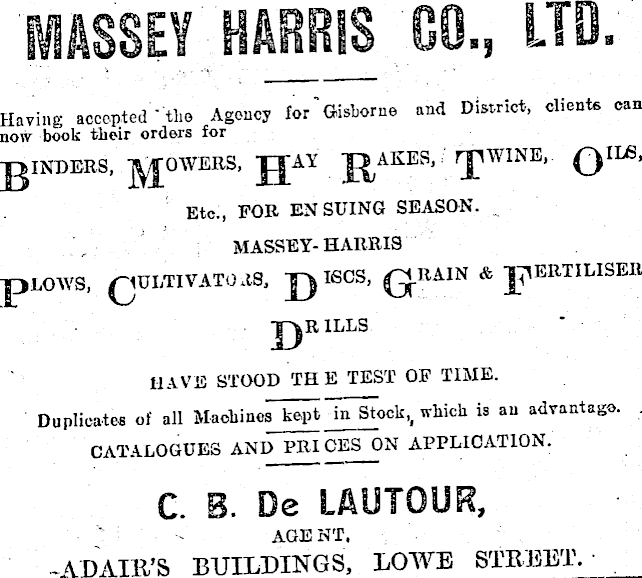 MASSEY HARRIS CO., LTD.
Having accepted the Agency for Gisborne and District, clients can
now book their orders for
BINDERS, MOWERS, HAY RAKES, TWINE, OILS,
Etc., FOR ENSUING SEASON.
MASSEY-HARRIS
PLOWS, CULTIVATORS, DISCS, GRAIN & FERTILISER
DRILLS
HAVE STOOD THE TEST OF TIME.
Duplicates of all Machines kept in Stock, which is an advantage.
CATALOGUES AND PRICES ON APPLICATION.
C. B. De LAUTOUR,
AGENT,
ADAIR'S BUILDINGS, LOWE STREET.